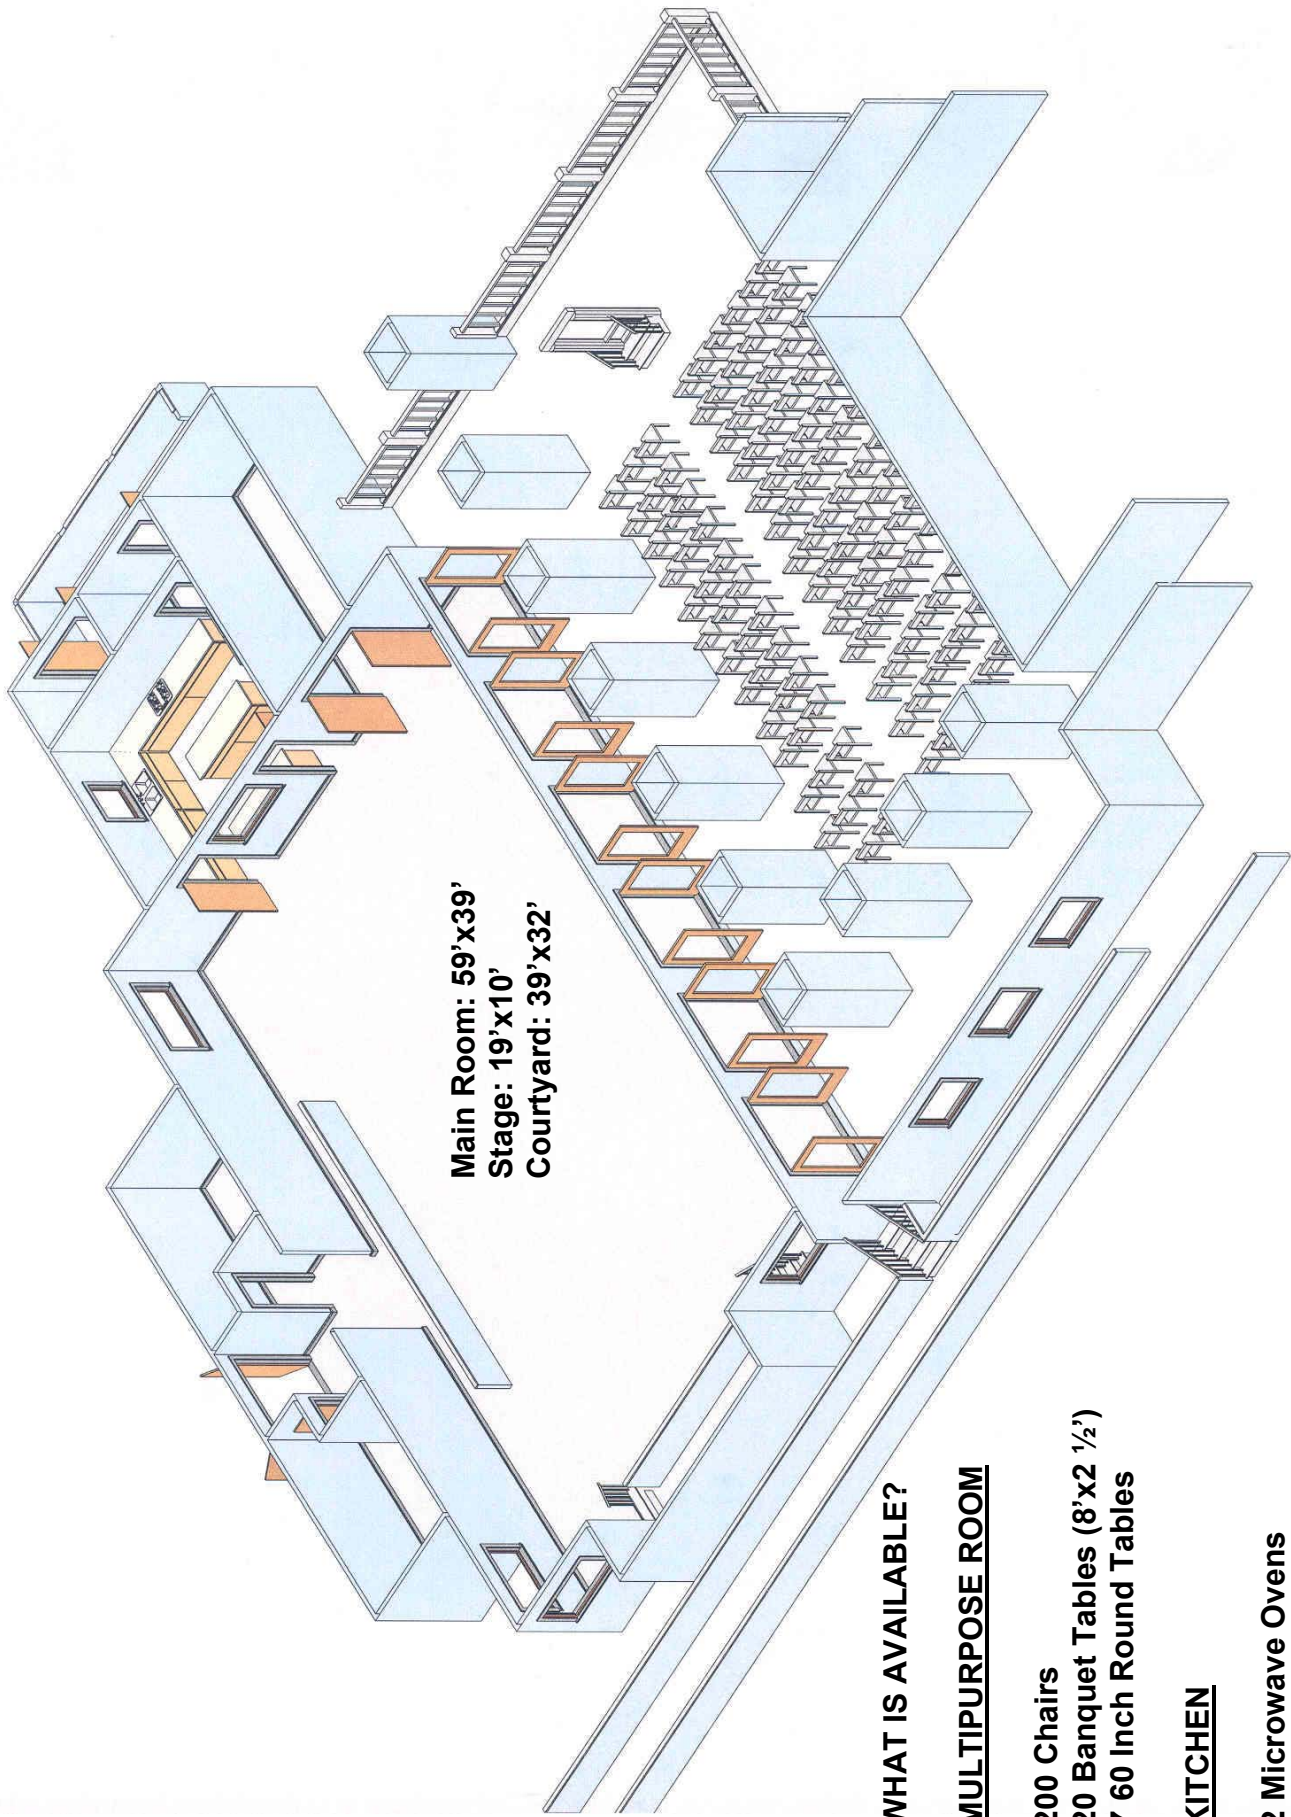 Main Room: 59’x39’
Stage: 19’x10’
Courtyard: 39’x32’
WHAT IS AVAILABLE?
MULTIPURPOSE ROOM
200 Chairs
20 Banquet Tables (8’x2 ½’)
7 60 Inch Round Tables
KITCHEN
2 Microwave Ovens